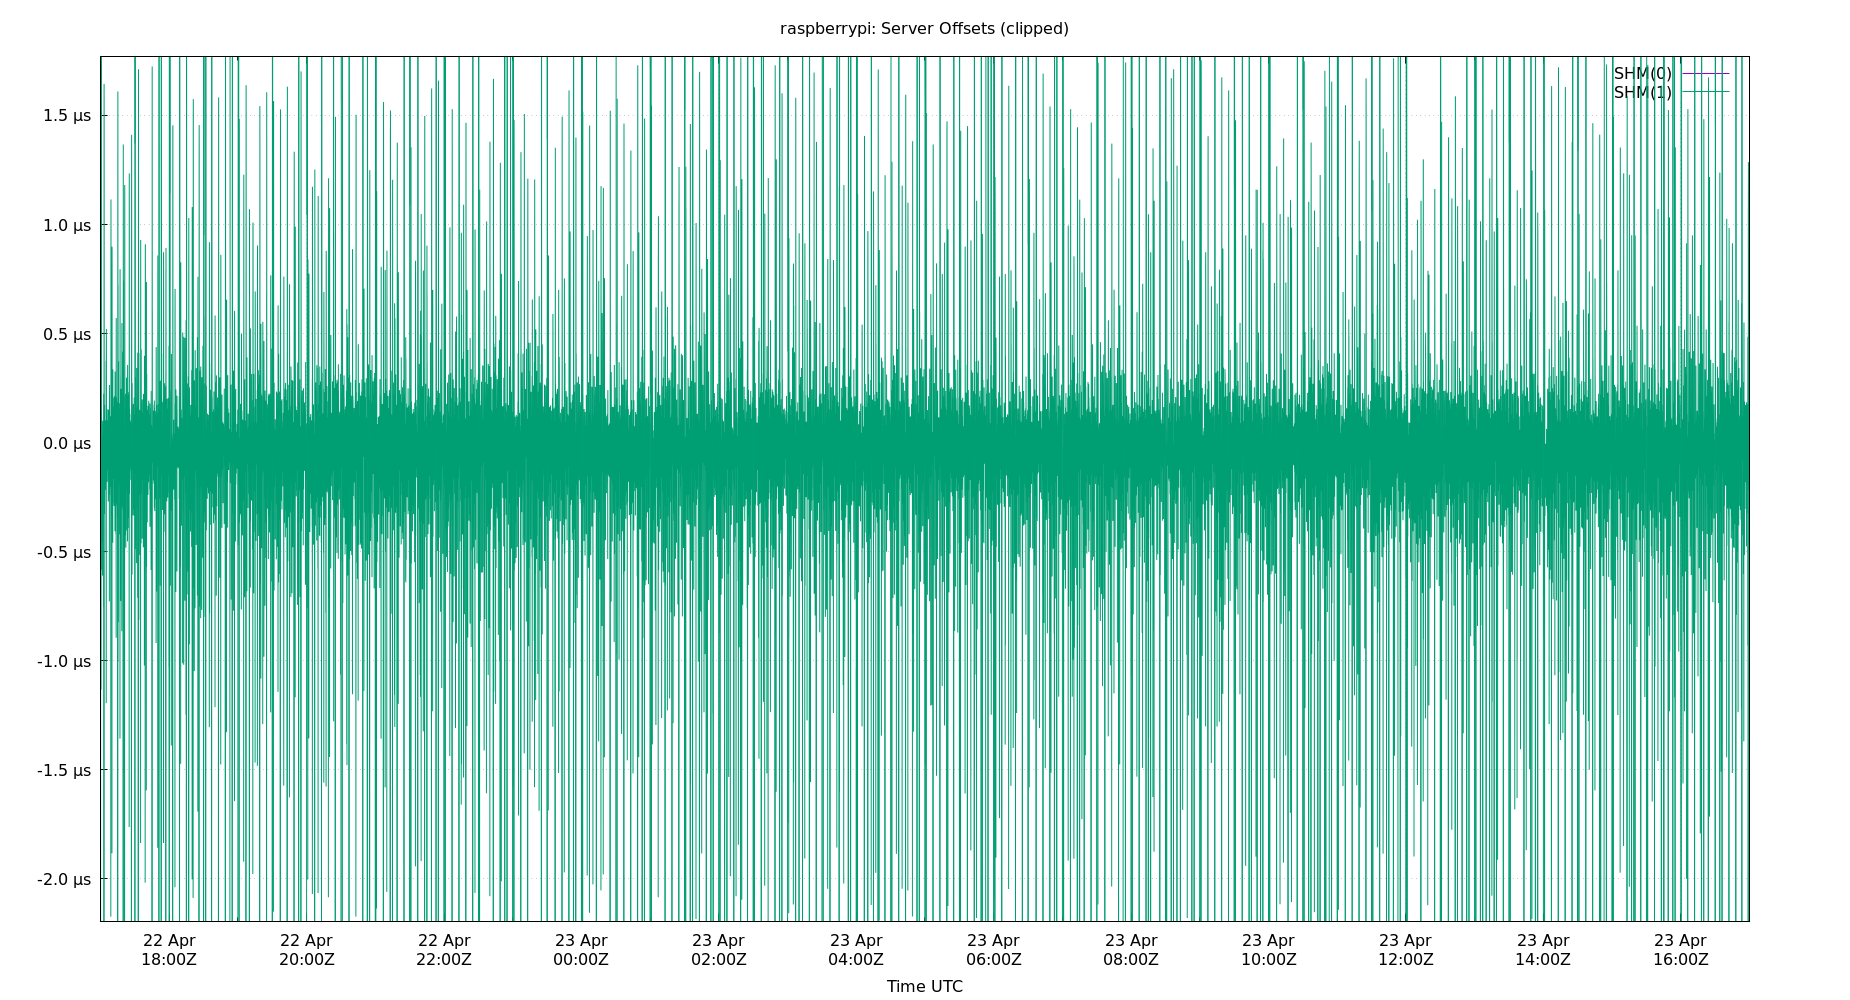 raspberrypi: Server Offsets (clipped)
SHM(0)
SHM(1)
1.5 µs
1.0 µs
0.5 µs
0.0 µs
-0.5 µs
-1.0 µs
-1.5 µs
-2.0 µs
22 Apr 22 Apr 22 Apr 23 Apr 23 Apr 23 Apr 23 Apr 23 Apr 23 Apr 23 Apr 23 Apr 23 Apr
18:00Z 20:00Z 22:00Z 00:00Z 02:00Z 04:00Z 06:00Z 08:00Z 10:00Z 12:00Z 14:00Z 16:00Z
Time UTC